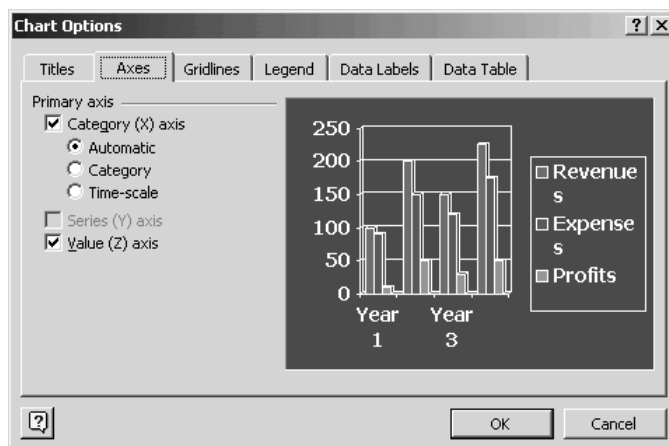 Chart Options
Titles
Axes
Gridlines
Legend
Data Labels
Data Table
Primary axis
Category (X) axis
Automatic
Category
Time-scale
Series (Y) axis
Value (Z) axis
250
200
150
100
50
0
Year
1
Year
3
Revenue
s
Expense
s
Profits
OK
Cancel